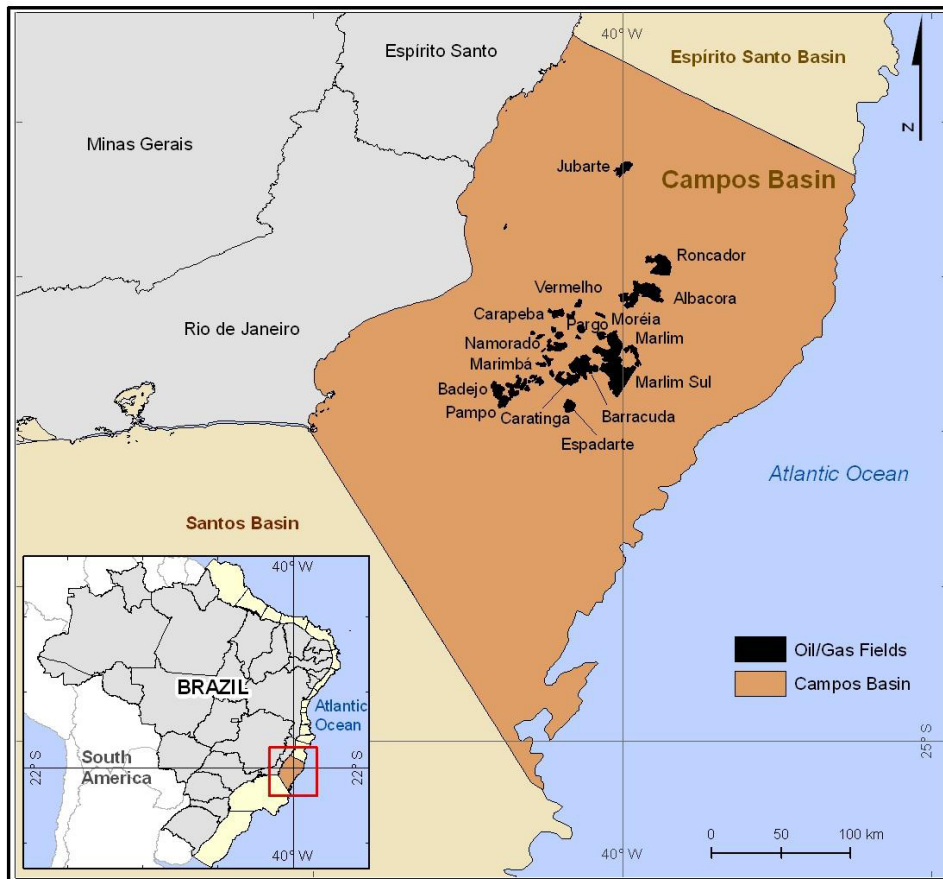 40° W
Espírito Santo
Espírito Santo Basin
N
Minas Gerais
Jubarte
Campos Basin
Roncador
Vermelho
Albacora
Carapeba
Pargo
Moréia
Rio de Janeiro
Namorado
Marlim
Marimbá
Badejo
Marlim Sul
Pampo
Caratinga
Barracuda
Espadarte
Atlantic Ocean
Santos Basin
40° W
BRAZIL
Atlantic
Ocean
South
America
22° S
22° S
40° W
Oil/Gas Fields
Campos Basin
25° S
0 50 100 km
40° W